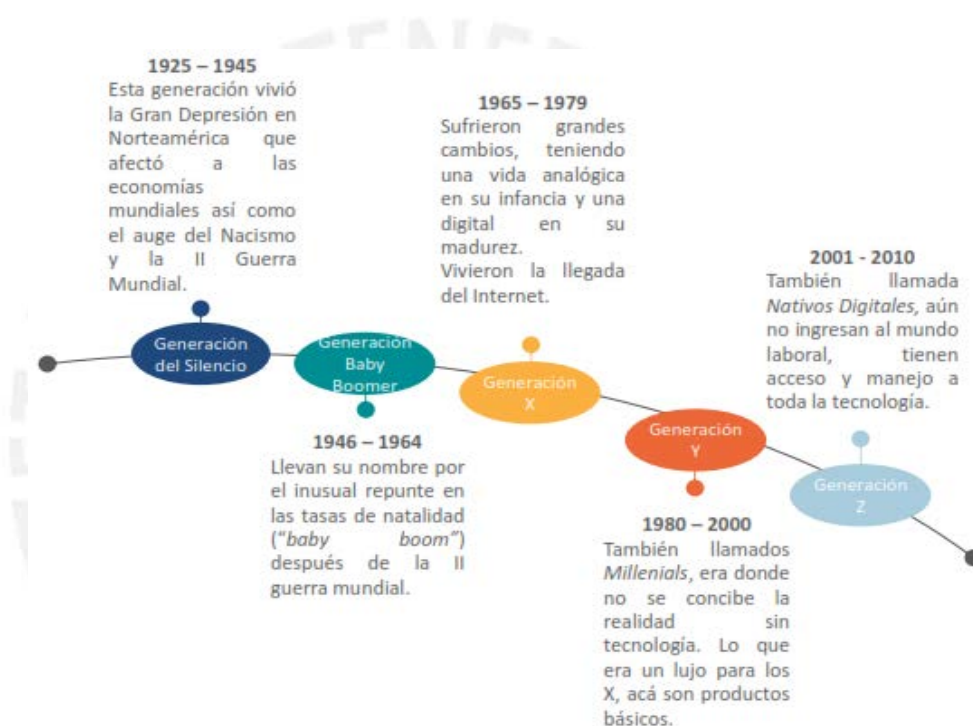 1925 – 1945
Esta generación vivió
la Gran Depresión en
Norteamérica que
afectó a las
economías
mundiales así como
el auge del Nacismo
y la II Guerra
Mundial.
Generación
del Silencio
Generación
Baby
Boomer
1946 – 1964
Llevan su nombre por
el inusual repunte en
las tasas de natalidad
("baby boom")
después de la II
guerra mundial.
1965 – 1979
Sufrieron grandes
cambios, teniendo
una vida analógica
en su infancia y una
digital en su
madurez.
Vivieron la llegada
del Internet.
Generación
X
Generación
Y
1980 – 2000
También llamados
Millenials, era donde
no se concibe la
realidad sin
tecnología. Lo que
era un lujo para los
X, acá son productos
básicos.
2001 - 2010
También llamada
Nativos Digitales, aún
no ingresan al mundo
laboral, tienen
acceso y manejo a
toda la tecnología.
Generación
Z